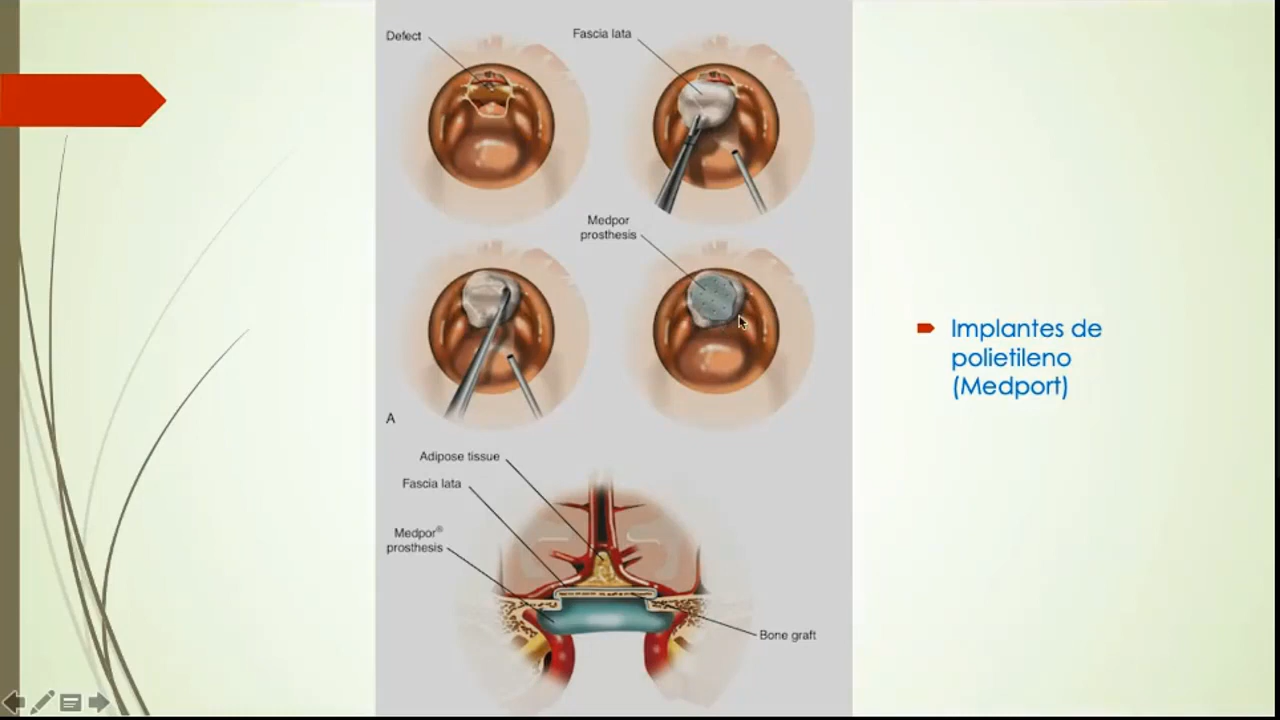 Defect
Fascia lata
Medpor
prosthesis
A
Adipose tissue
Fascia lata
Medpor®
prosthesis
Bone graft
Implantes de
polietileno
(Medport)